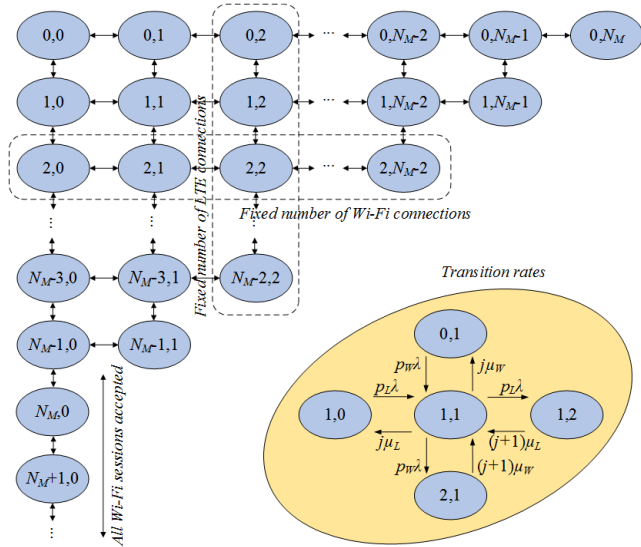 0,0 0,1 0,2 ... 0,N_M-2 0,N_M-1 0,N_M
1,0 1,1 1,2 ... 1,N_M-2 1,N_M-1
2,0 2,1 2,2 ... 2,N_M-2
... ... ...
Fixed number of LTE connections
Fixed number of Wi-Fi connections
N_M-3,0 N_M-3,1 N_M-2,2
N_M-1,0 N_M-1,1
N_M,0
N_M+1,0
...
All Wi-Fi sessions accepted
Transition rates
0,1
p_Wλ jμ_W
p_Lλ p_Lλ
1,0 1,1 1,2
jμ_L (j+1)μ_L
p_Wλ (j+1)μ_W
2,1